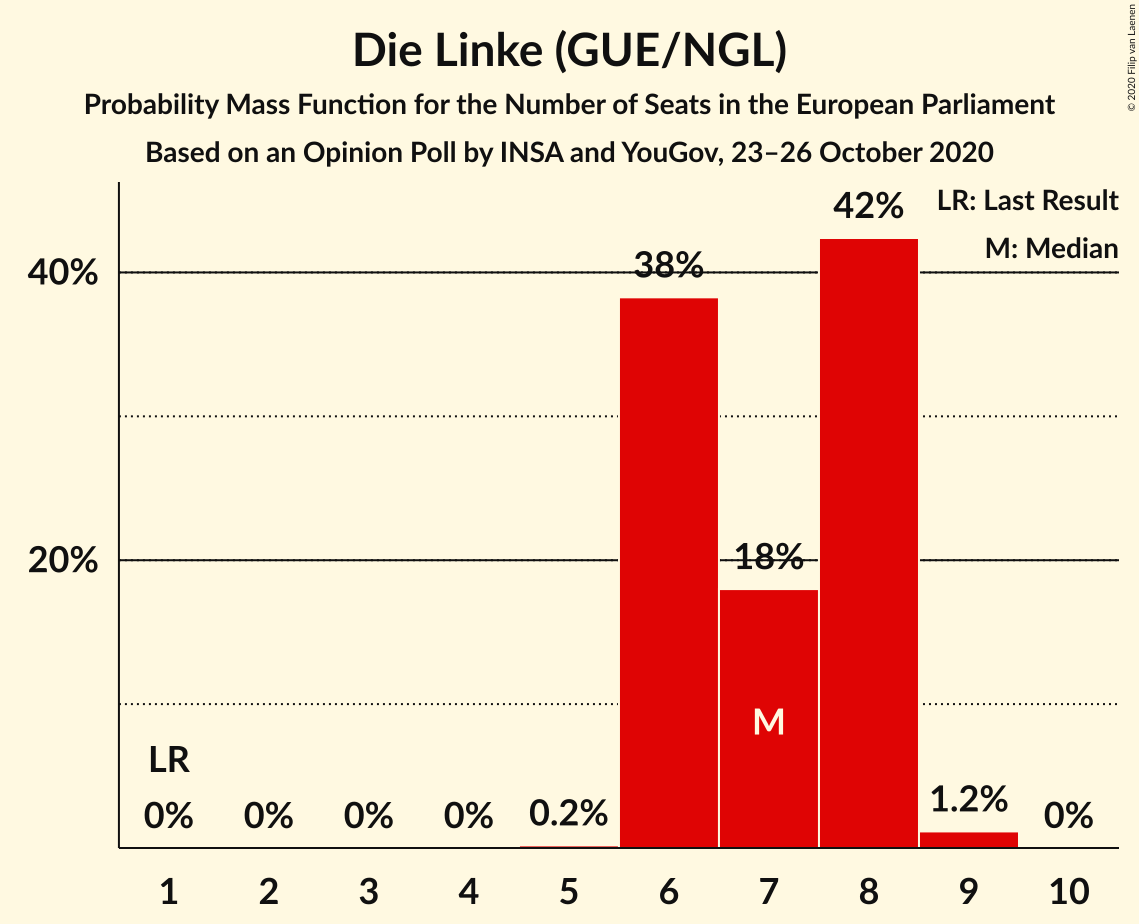 Die Linke (GUE/NGL)
Probability Mass Function for the Number of Seats in the European Parliament
Based on an Opinion Poll by INSA and YouGov, 23–26 October 2020
© 2020 Filip van Laenen
LR: Last Result
M: Median
40%
20%
42%
38%
18%
M
LR
0%
0%
0%
0%
0.2%
1.2%
0%
1
2
3
4
5
6
7
8
9
10